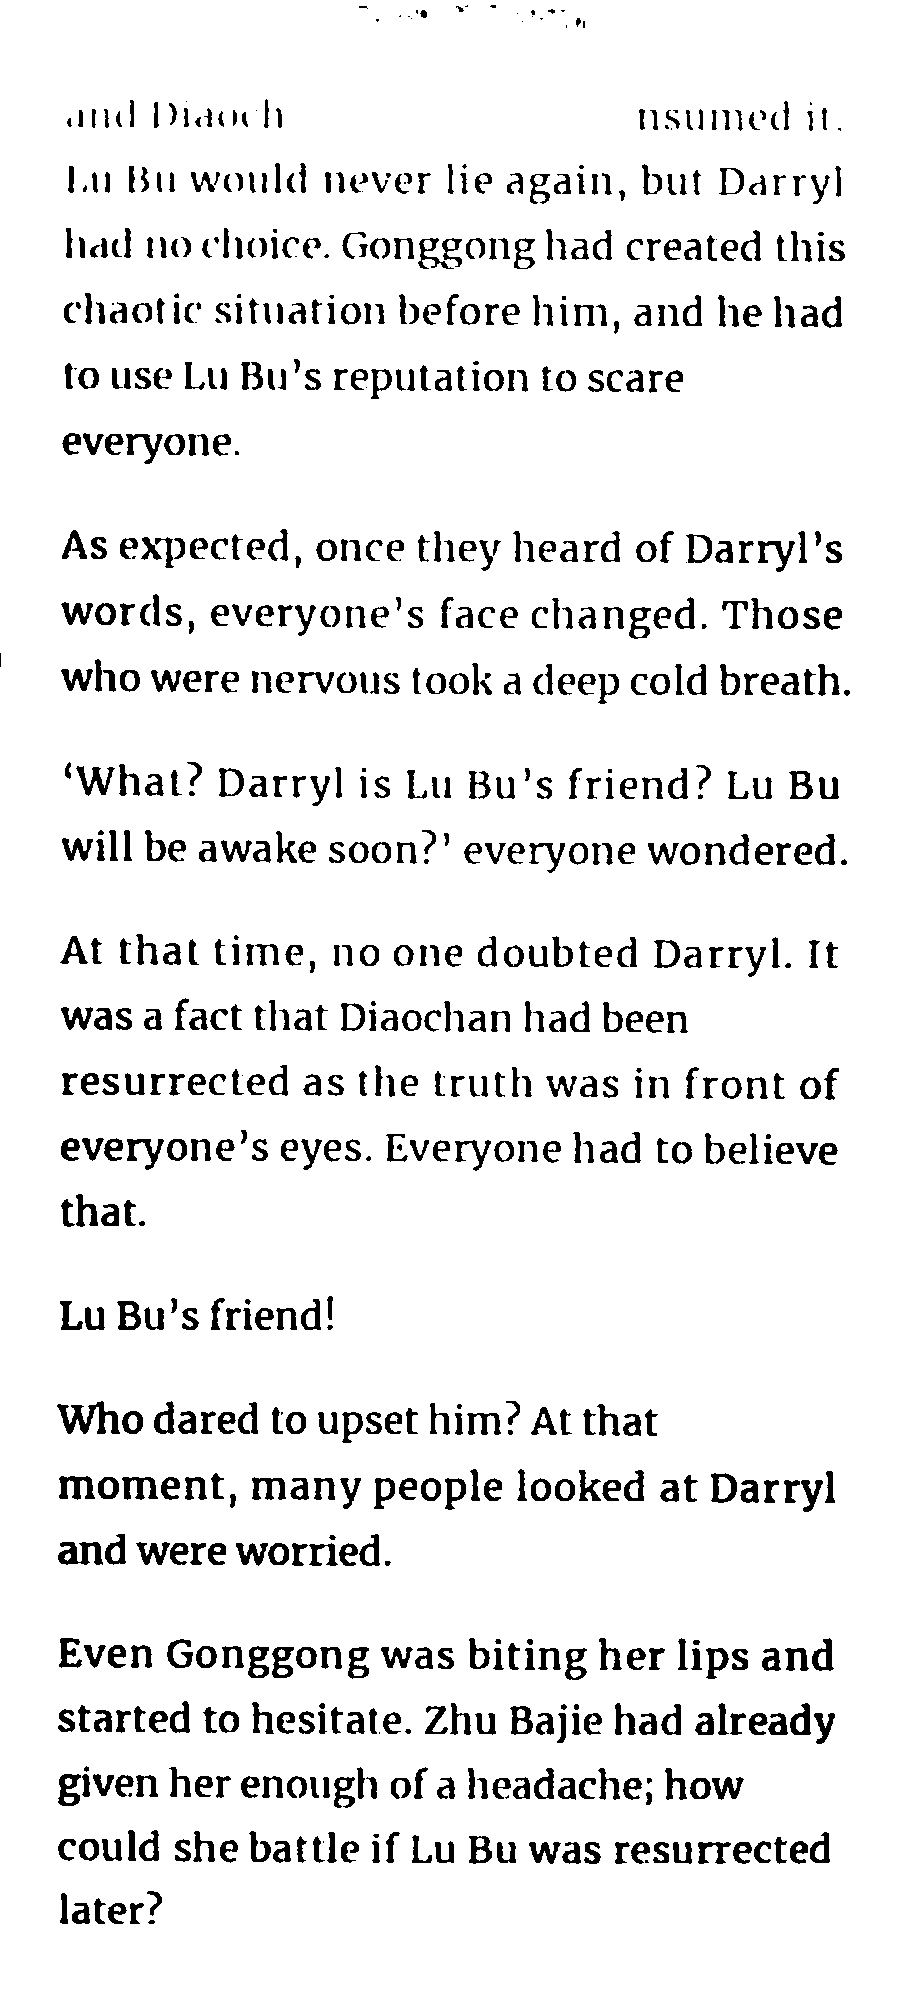 and
it.
Lu Bu would never lie again, but Darryl
had no choice. Gonggong had created this
chaotic situation before him, and he had
to use Lu Bu's reputation to scare
everyone.
As expected, once they heard of Darryl's
words, everyone's face changed. Those
who were nervous took a deep cold breath.
‘What? Darryl is Lu Bu's friend? Lu Bu
will be awake soon?’ everyone wondered.
At that time, no one doubted Darryl. It
was a fact that Diaochan had been
resurrected as the truth was in front of
everyone's eyes. Everyone had to believe
that.
Lu Bu's friend!
Who dared to upset him? At that
moment, many people looked at Darryl
and were worried.
Even Gonggong was biting her lips and
started to hesitate. Zhu Bajie had already
given her enough of a headache; how
could she battle if Lu Bu was resurrected
later?